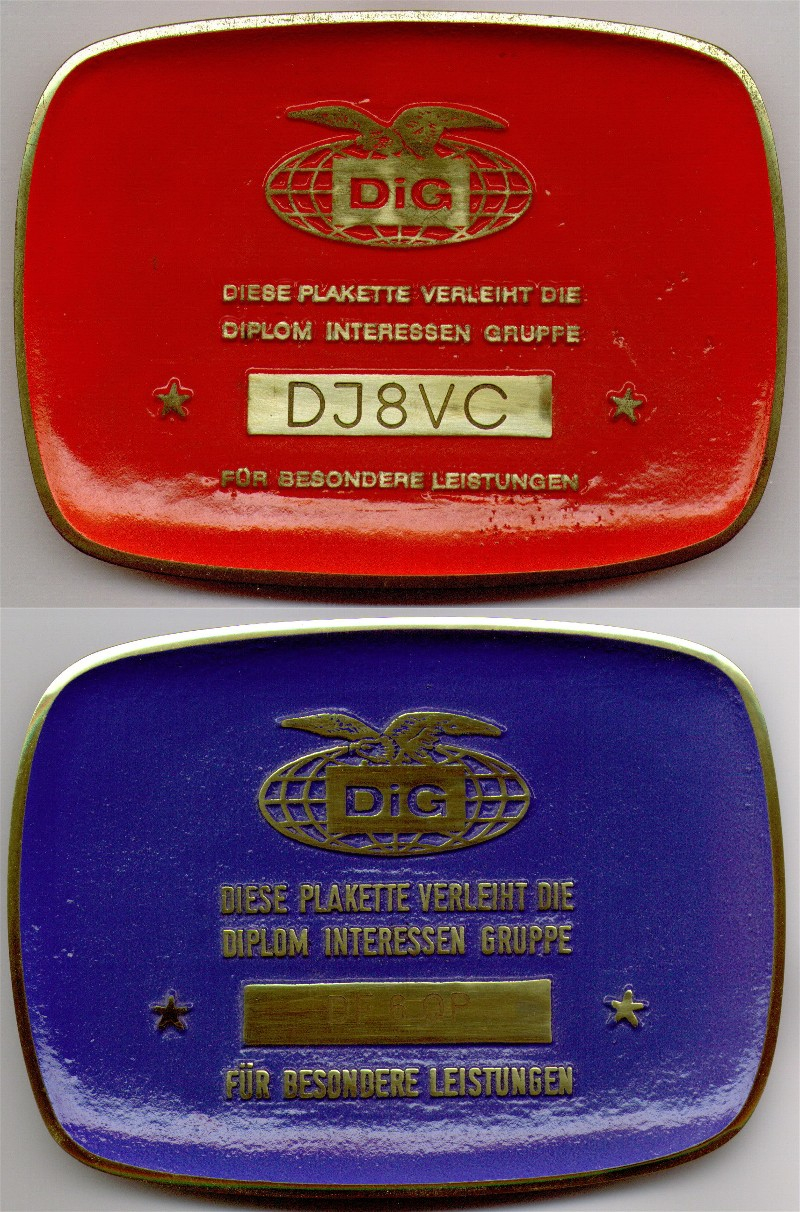 DiG
DIESE PLAKETTE VERLEIHT DIE
DIPLOM INTERESSEN GRUPPE
DJ8VC
FÜR BESONDERE LEISTUNGEN
DiG
DIESE PLAKETTE VERLEIHT DIE
DIPLOM INTERESSEN GRUPPE
FÜR BESONDERE LEISTUNGEN